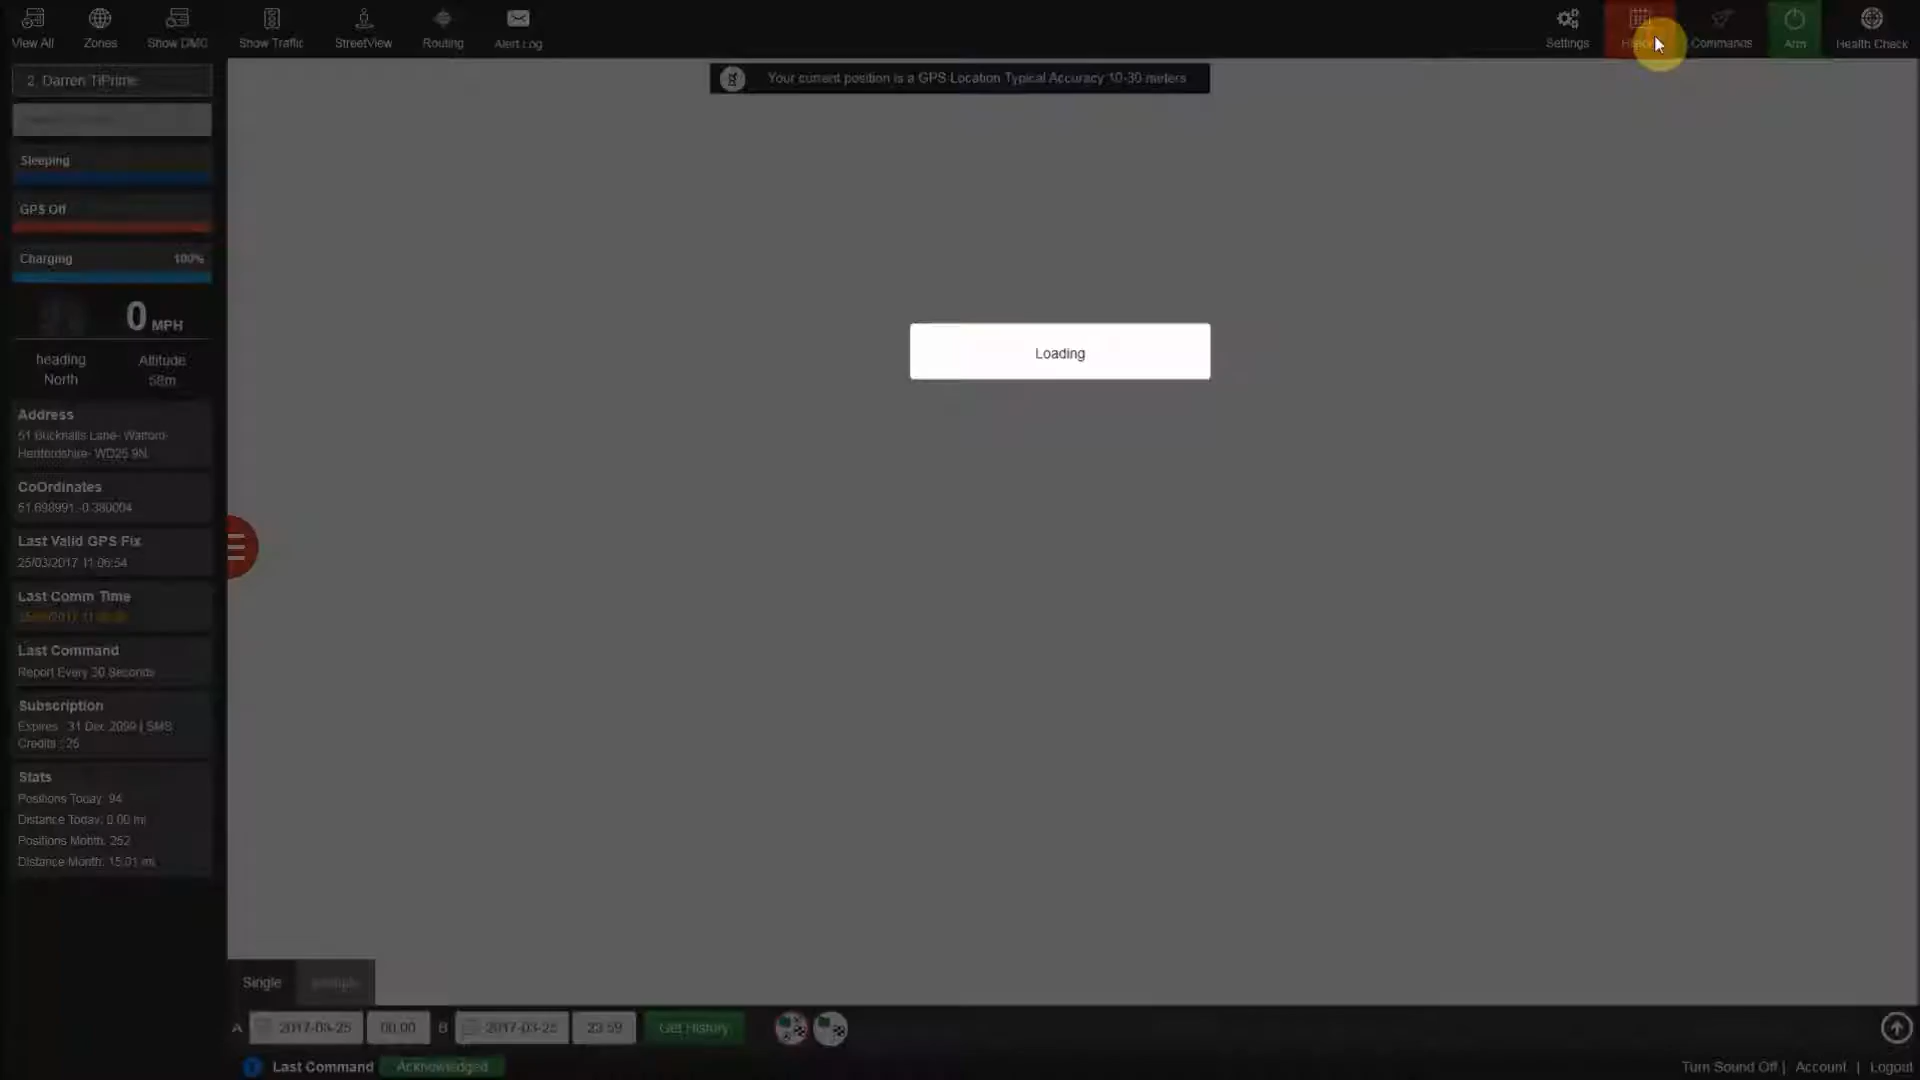 View All
Zones
Show DMC
Show Traffic
StreetView
Routing
Alert Log
Settings
Commands
Arm
Health Check
2. Darren TiPrime
Your current position is a GPS Location Typical Accuracy 10-30 meters
Sleeping
GPS Off
Charging 100%
0 MPH
heading
North
Altitude
58m
Loading
Address
51 Bucknalls Lane- Watford-
Hertfordshire- WD25 9N.
CoOrdinates
51.698991,-0.380004
Last Valid GPS Fix
25/03/2017 11:06:54
Last Comm Time
Last Command
Report Every 30 Seconds
Subscription
Expires : 31 Dec 2099 | SMS
Credits : 25
Stats
Positions Today: 94
Distance Today: 0.00 mi
Positions Month: 252
Distance Month: 15.01 mi
Single
A 2017-03-25 00:00 B 2017-03-25 23:59 Get History
Last Command Acknowledged
Turn Sound Off | Account | Logout